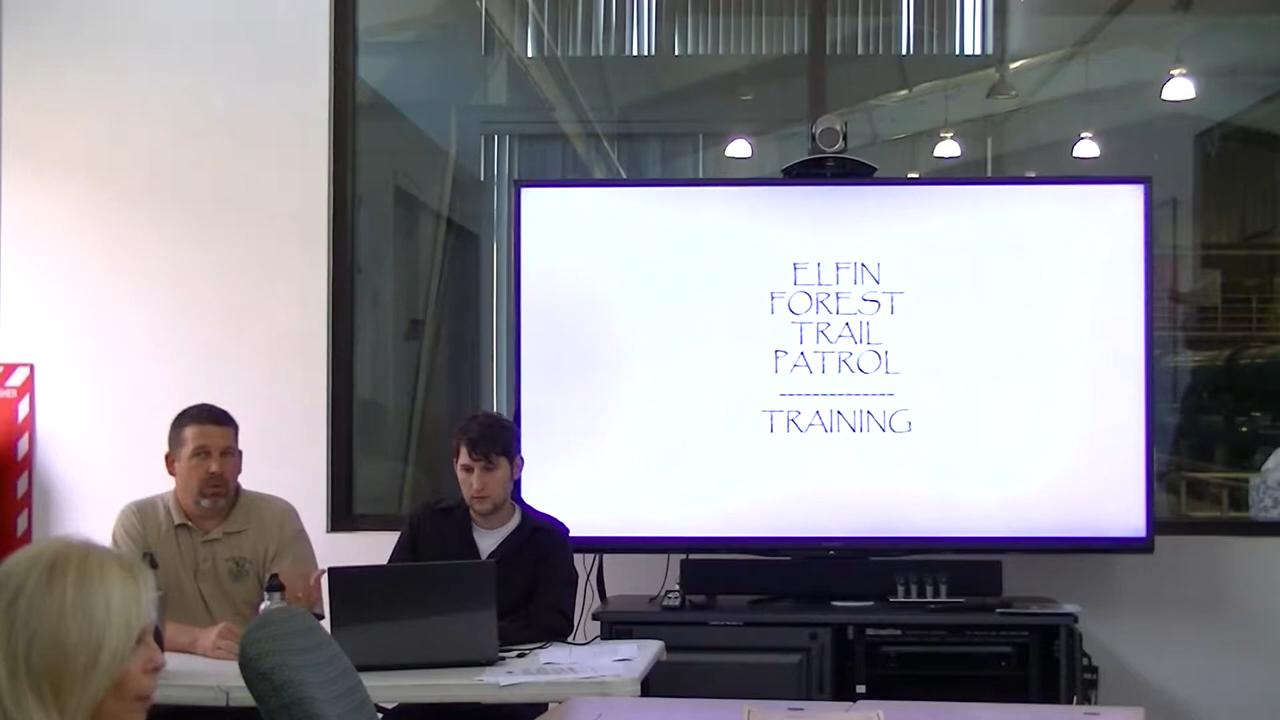 ELFIN
FOREST
TRAIL
PATROL
-------------
TRAINING